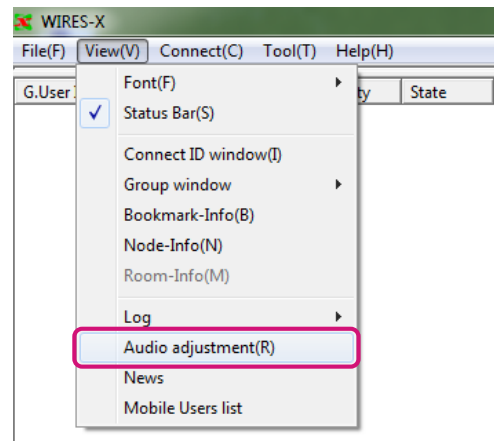 WIRES-X
File(F) View(V) Connect(C) Tool(T) Help(H)
G.User State
Font(F)
Status Bar(S)
Connect ID window(I)
Group window
Bookmark-Info(B)
Node-Info(N)
Room-Info(M)
Log
Audio adjustment(R)
News
Mobile Users list